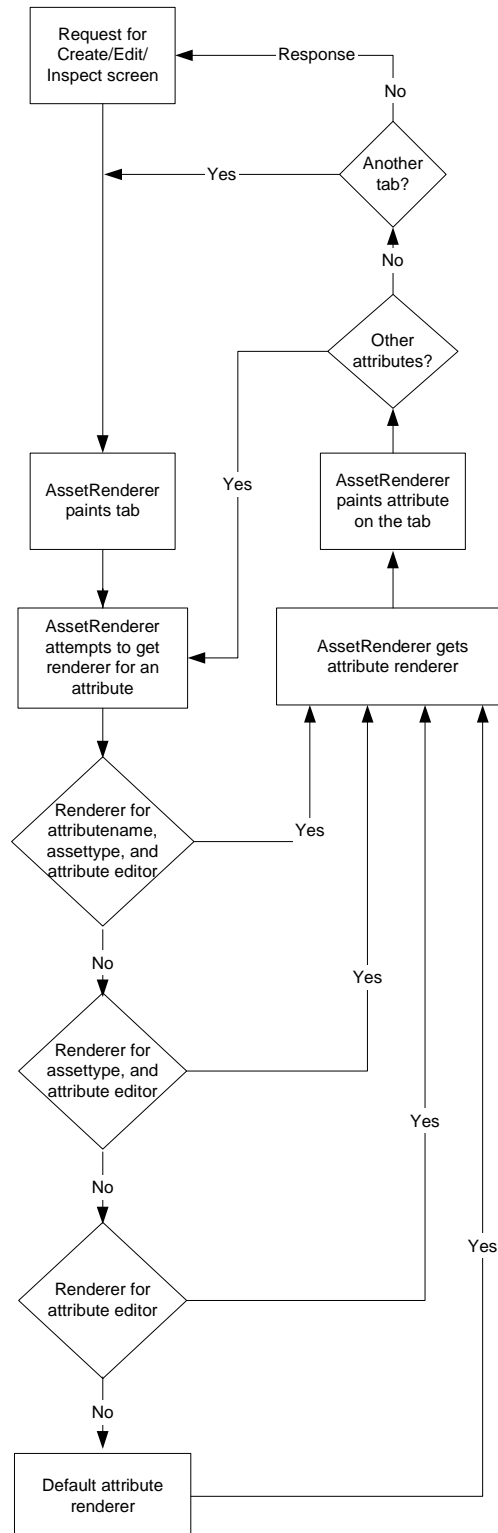 Request for
Create/Edit/
Inspect screen
Response
No
Another
tab?
Yes
No
Other
attributes?
Yes
AssetRenderer
paints tab
AssetRenderer
paints attribute
on the tab
AssetRenderer
attempts to get
renderer for an
attribute
AssetRenderer gets
attribute renderer
Renderer for
attributename,
assettype, and
attribute editor
Yes
No
Renderer for
assettype, and
attribute editor
Yes
No
Renderer for
attribute editor
Yes
No
Default attribute
renderer
Yes